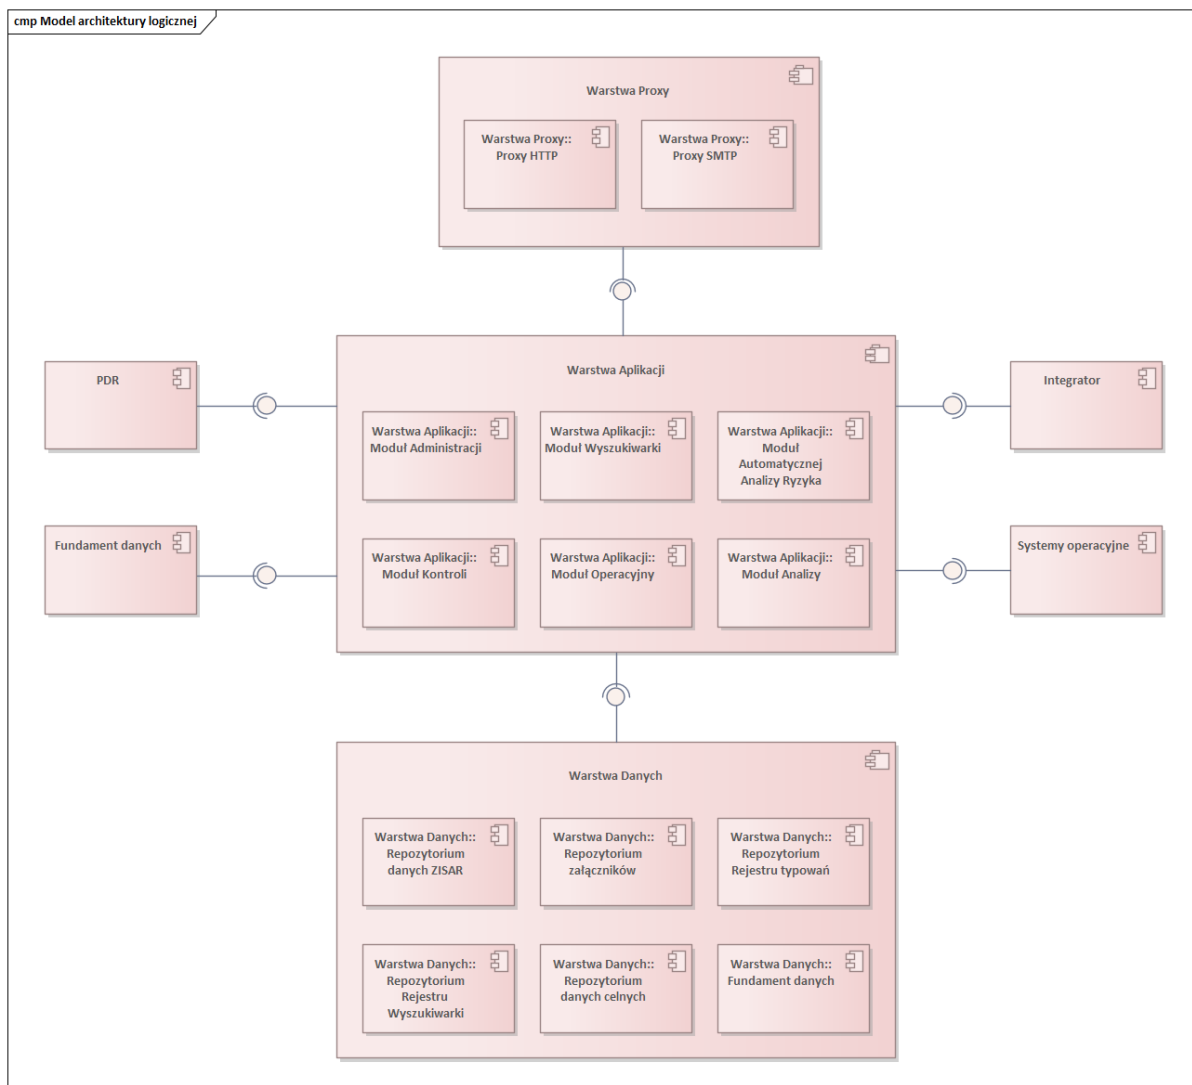 cmp Model architektury logicznej
Warstwa Proxy
Warstwa Proxy::
Proxy HTTP
Warstwa Proxy::
Proxy SMTP
PDR
Warstwa Aplikacji
Integrator
Warstwa Aplikacji::
Moduł Administracji
Warstwa Aplikacji::
Moduł Wyszukiwarki
Warstwa Aplikacji::
Moduł
Automatycznej
Analizy Ryzyka
Fundament danych
Systemy operacyjne
Warstwa Aplikacji::
Moduł Kontroli
Warstwa Aplikacji::
Moduł Operacyjny
Warstwa Aplikacji::
Moduł Analizy
Warstwa Danych
Warstwa Danych::
Repozytorium
danych ZISAR
Warstwa Danych::
Repozytorium
załączników
Warstwa Danych::
Repozytorium
Rejestru typowań
Warstwa Danych::
Repozytorium
Rejestru
Wyszukiwarki
Warstwa Danych::
Repozytorium
danych celnych
Warstwa Danych::
Fundament danych